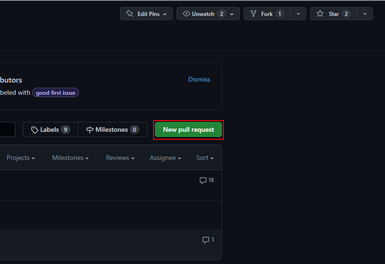 Edit Pins Unwatch 2 Fork 1 Star 2
butors
beled with good first issue
Dismiss
Labels 9 Milestones 0 New pull request
Projects Milestones Reviews Assignee Sort
18
1